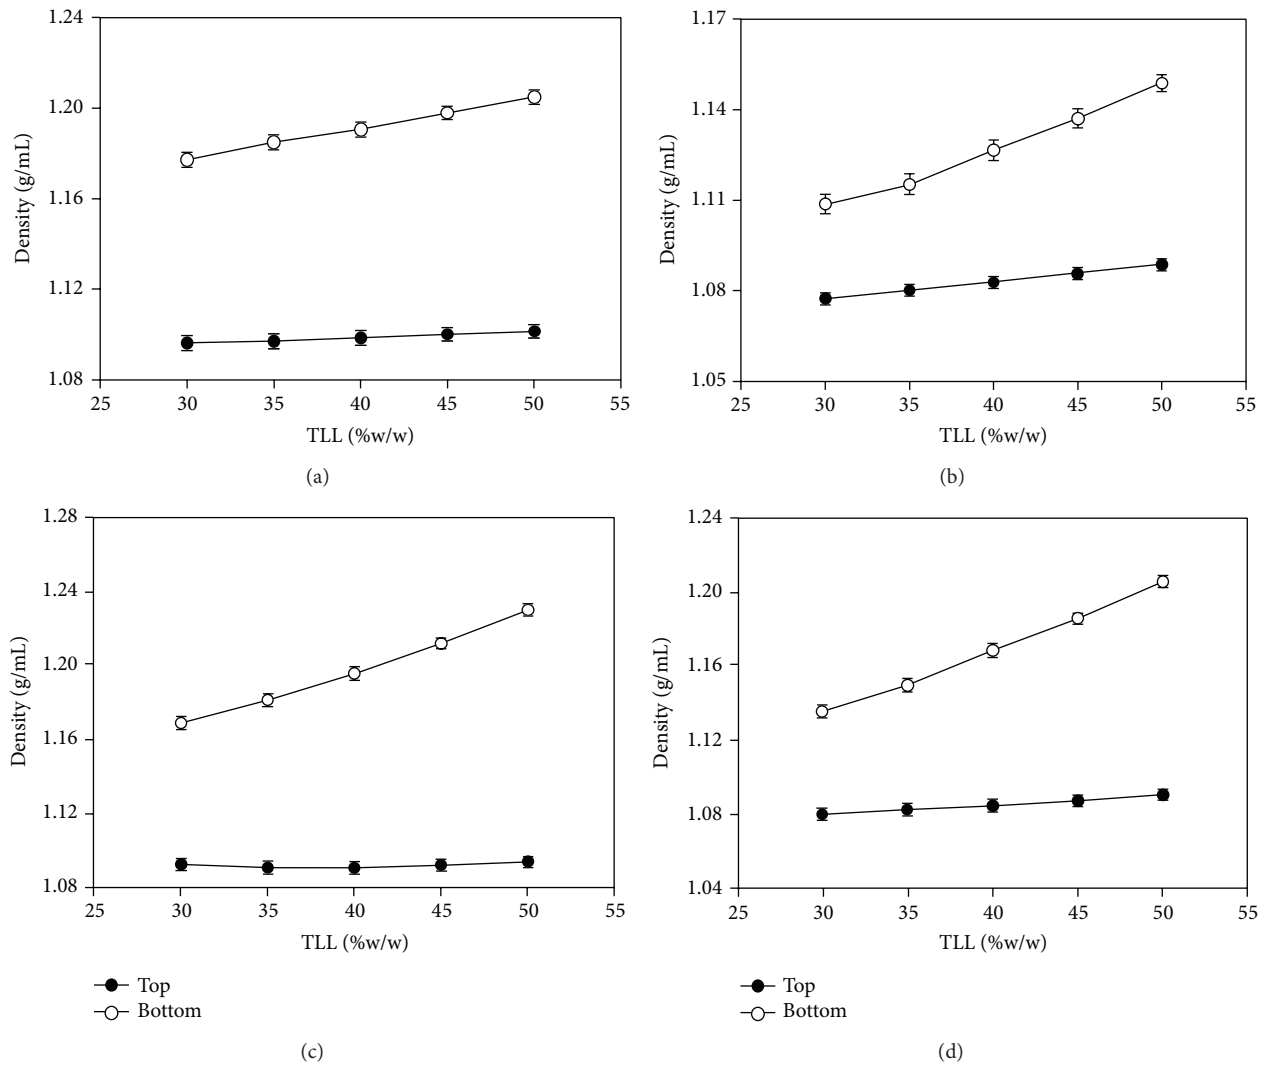 1.24
1.20
1.16
1.12
1.08
25 30 35 40 45 50 55
Density (g/mL)
TLL (%w/w)
(a)
1.17
1.14
1.11
1.08
1.05
25 30 35 40 45 50 55
Density (g/mL)
TLL (%w/w)
(b)
1.28
1.24
1.20
1.16
1.12
1.08
25 30 35 40 45 50 55
Density (g/mL)
TLL (%w/w)
Top
Bottom
(c)
1.24
1.20
1.16
1.12
1.08
1.04
25 30 35 40 45 50 55
Density (g/mL)
TLL (%w/w)
Top
Bottom
(d)